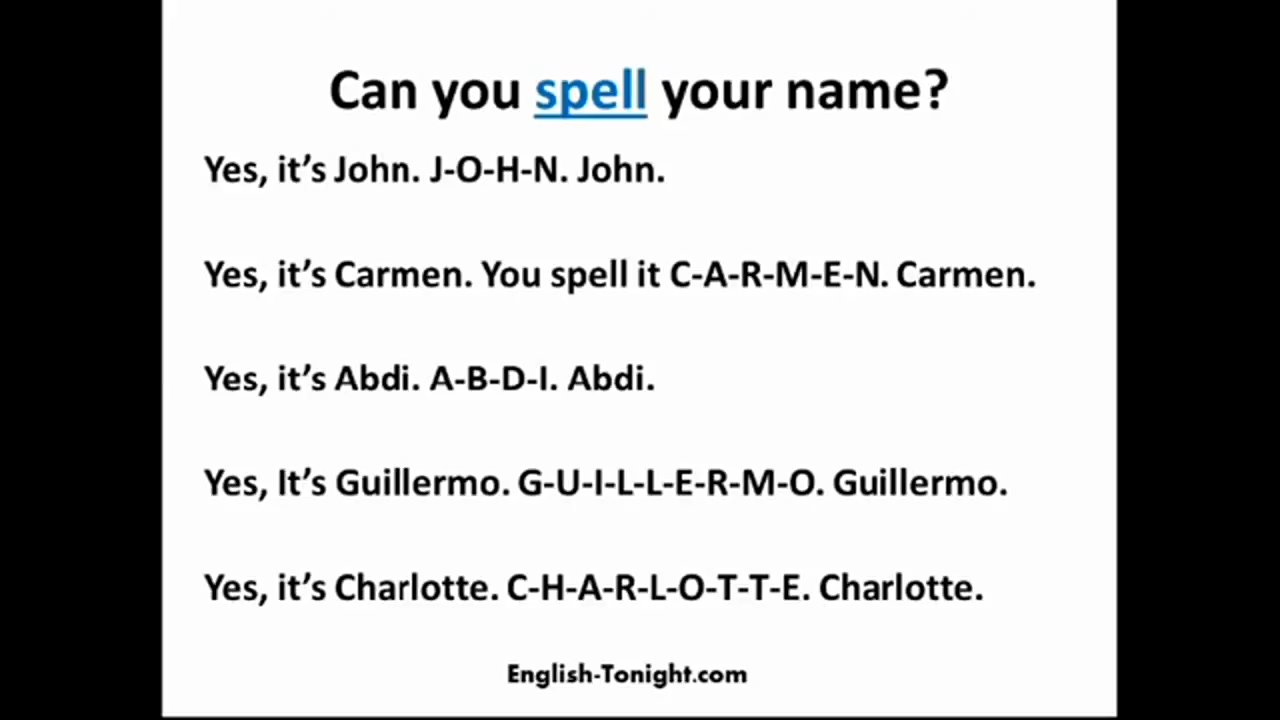 Can you spell your name?
Yes, it’s John. J-O-H-N. John.
Yes, it’s Carmen. You spell it C-A-R-M-E-N. Carmen.
Yes, it’s Abdi. A-B-D-I. Abdi.
Yes, It’s Guillermo. G-U-I-L-L-E-R-M-O. Guillermo.
Yes, it’s Charlotte. C-H-A-R-L-O-T-T-E. Charlotte.
English-Tonight.com